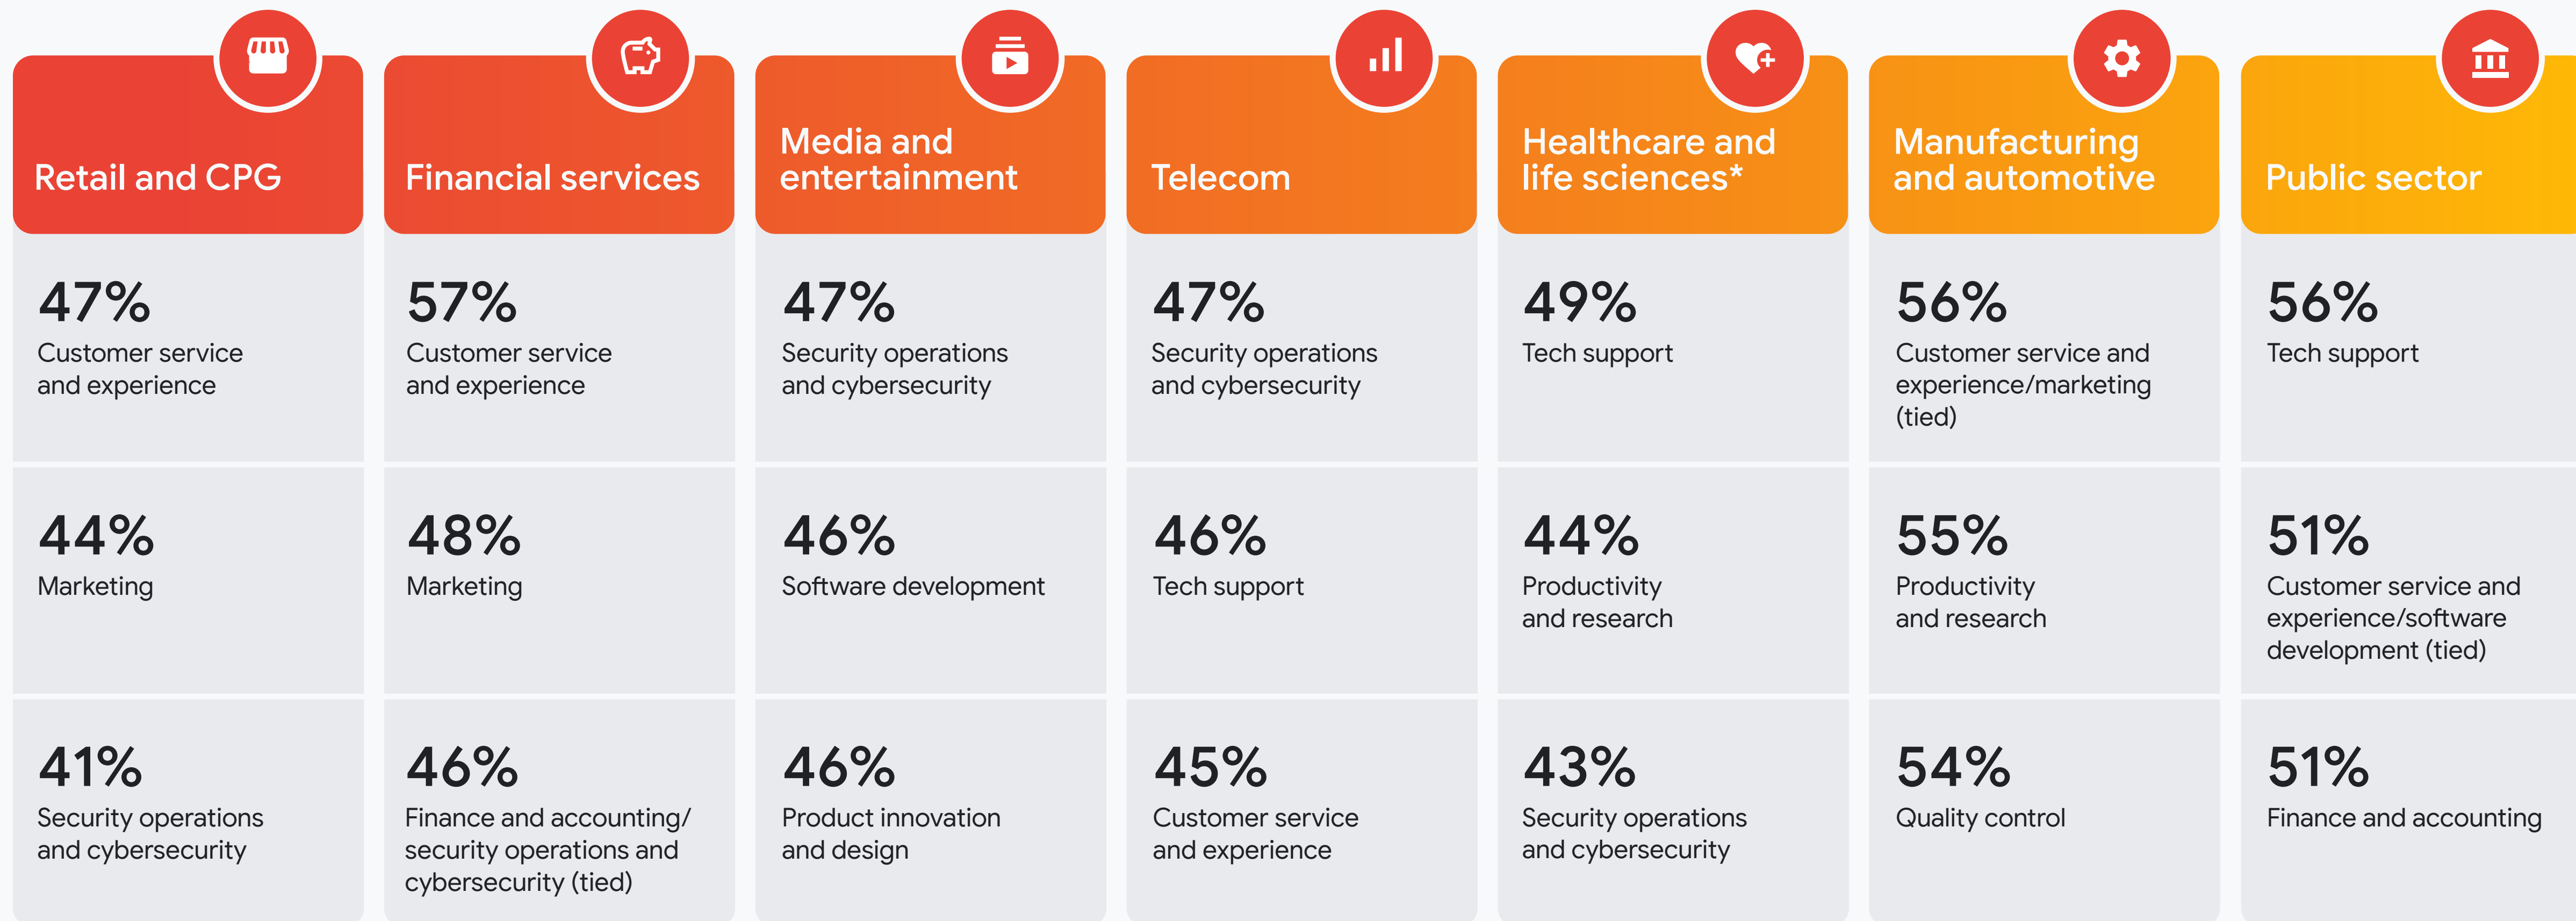 Retail and CPG
47%
Customer service
and experience
44%
Marketing
41%
Security operations
and cybersecurity
Financial services
57%
Customer service
and experience
48%
Marketing
46%
Finance and accounting/
security operations and
cybersecurity (tied)
Media and
entertainment
47%
Security operations
and cybersecurity
46%
Software development
46%
Product innovation
and design
Telecom
47%
Security operations
and cybersecurity
46%
Tech support
45%
Customer service
and experience
Healthcare and
life sciences*
49%
Tech support
44%
Productivity
and research
43%
Security operations
and cybersecurity
Manufacturing
and automotive
56%
Customer service and
experience/marketing
(tied)
55%
Productivity
and research
54%
Quality control
Public sector
56%
Tech support
51%
Customer service and
experience/software
development (tied)
51%
Finance and accounting